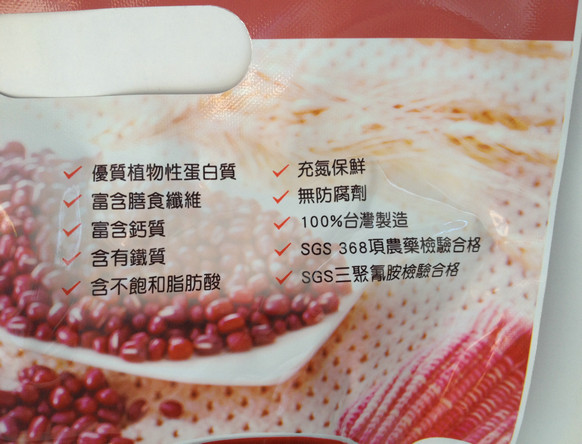 優質植物性蛋白質
富含膳食纖維
富含鈣質
含有鐵質
含不飽和脂肪酸
充氮保鮮
無防腐劑
100%台灣製造
SGS 368項農藥檢驗合格
SGS三聚氰胺檢驗合格